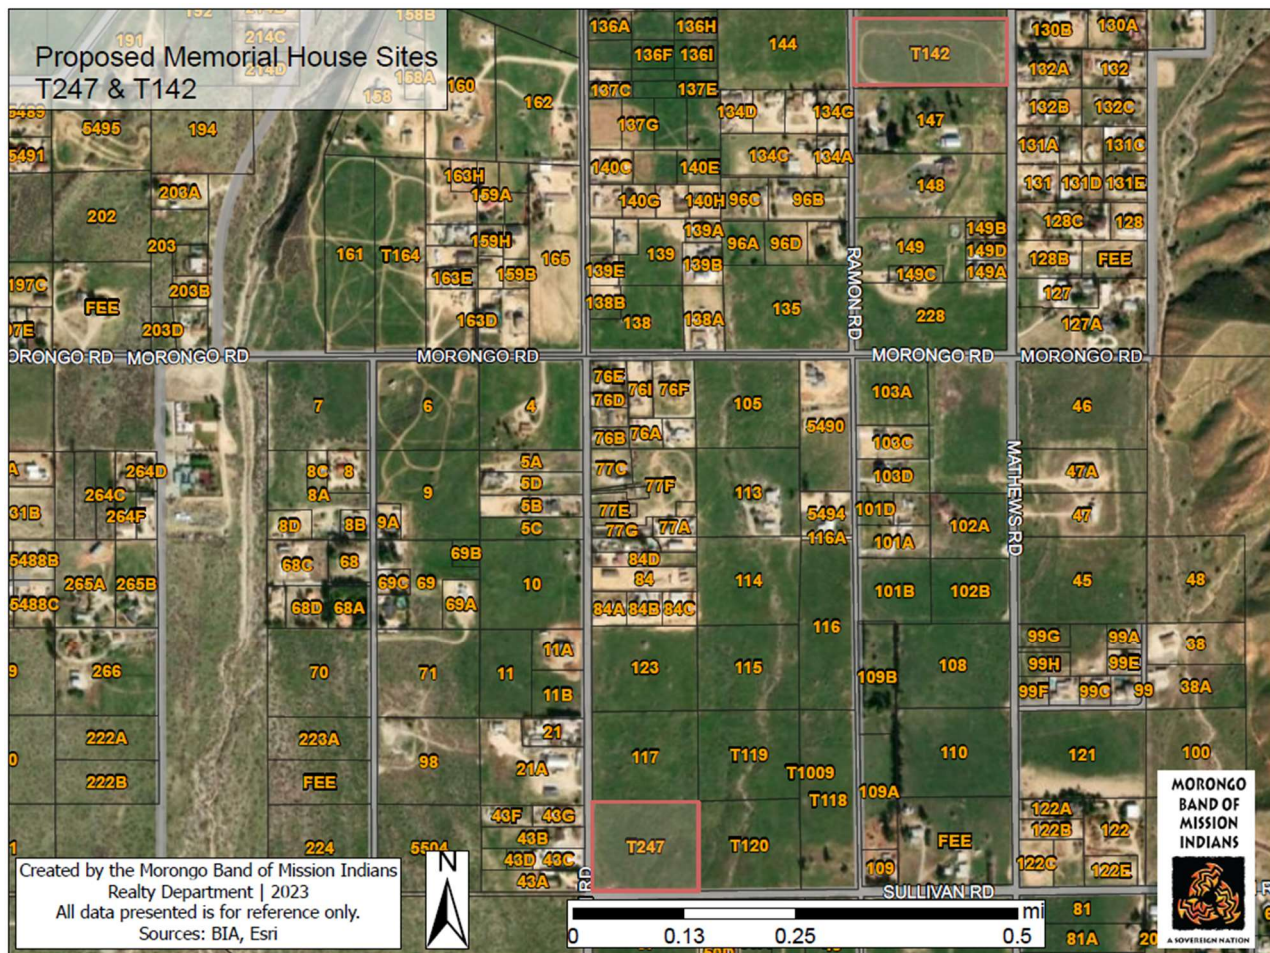 Proposed Memorial House Sites
T247 & T142
192
214C
158B
136A
136H
144
T142
130B
130A
191
214D
158A
136F
136I
132A
132
158
160
162
137C
137E
5489
5495
194
134D
134G
147
132B
132C
137G
5491
134C
134A
131A
131C
163H
140C
140E
148
131
131D
131E
203A
159A
140G
140H
96C
96B
202
128C
128
139A
149B
203
161
T164
159H
165
139
96A
96D
149
149D
128B
FEE
139E
139B
149C
149A
197C
203B
163E
159B
127
FEE
138B
135
228
203D
163D
138
138A
127A
RAMON RD
MORONGO RD
MORONGO RD
MORONGO RD
MORONGO RD
7
6
4
76E
76I
76F
105
103A
46
76D
76B
76A
5490
103C
5A
264D
8C
8
77C
103D
47A
5D
77F
264C
8A
9
113
31B
264F
5B
77E
5494
101D
47
8D
8B
9A
5C
77G
77A
116A
102A
101A
MATHEWS RD
5488B
69B
84D
68C
68
265A
265B
69C
69
10
84
114
101B
102B
45
48
5488C
68D
68A
69A
84A
84B
84C
116
99G
99A
38
11A
266
70
71
11
123
115
109B
108
99H
99E
11B
99F
99C
99
38A
222A
223A
21
117
T119
110
121
100
98
21A
T1009
222B
FEE
T118
109A
43F
43G
122A
43B
T247
T120
FEE
122B
122
224
5504
43D
43C
109
122C
122E
43A
SULLIVAN RD
RD
81
81A
Created by the Morongo Band of Mission Indians
Realty Department | 2023
All data presented is for reference only.
Sources: BIA, Esri
N
mi
0
0.13
0.25
0.5
MORONGO
BAND OF
MISSION
INDIANS
A SOVEREIGN NATION